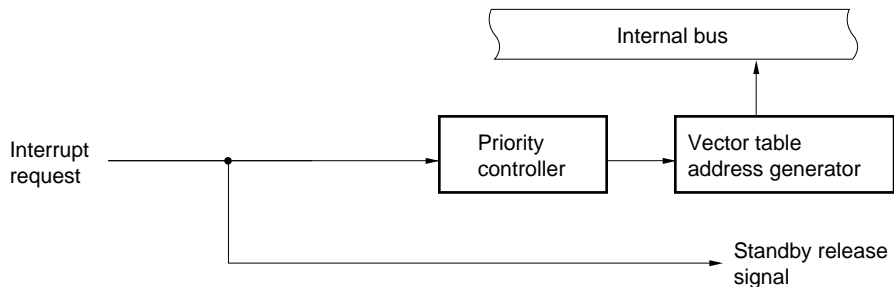 Internal bus
Interrupt
request
Priority
controller
Vector table
address generator
Standby release
signal